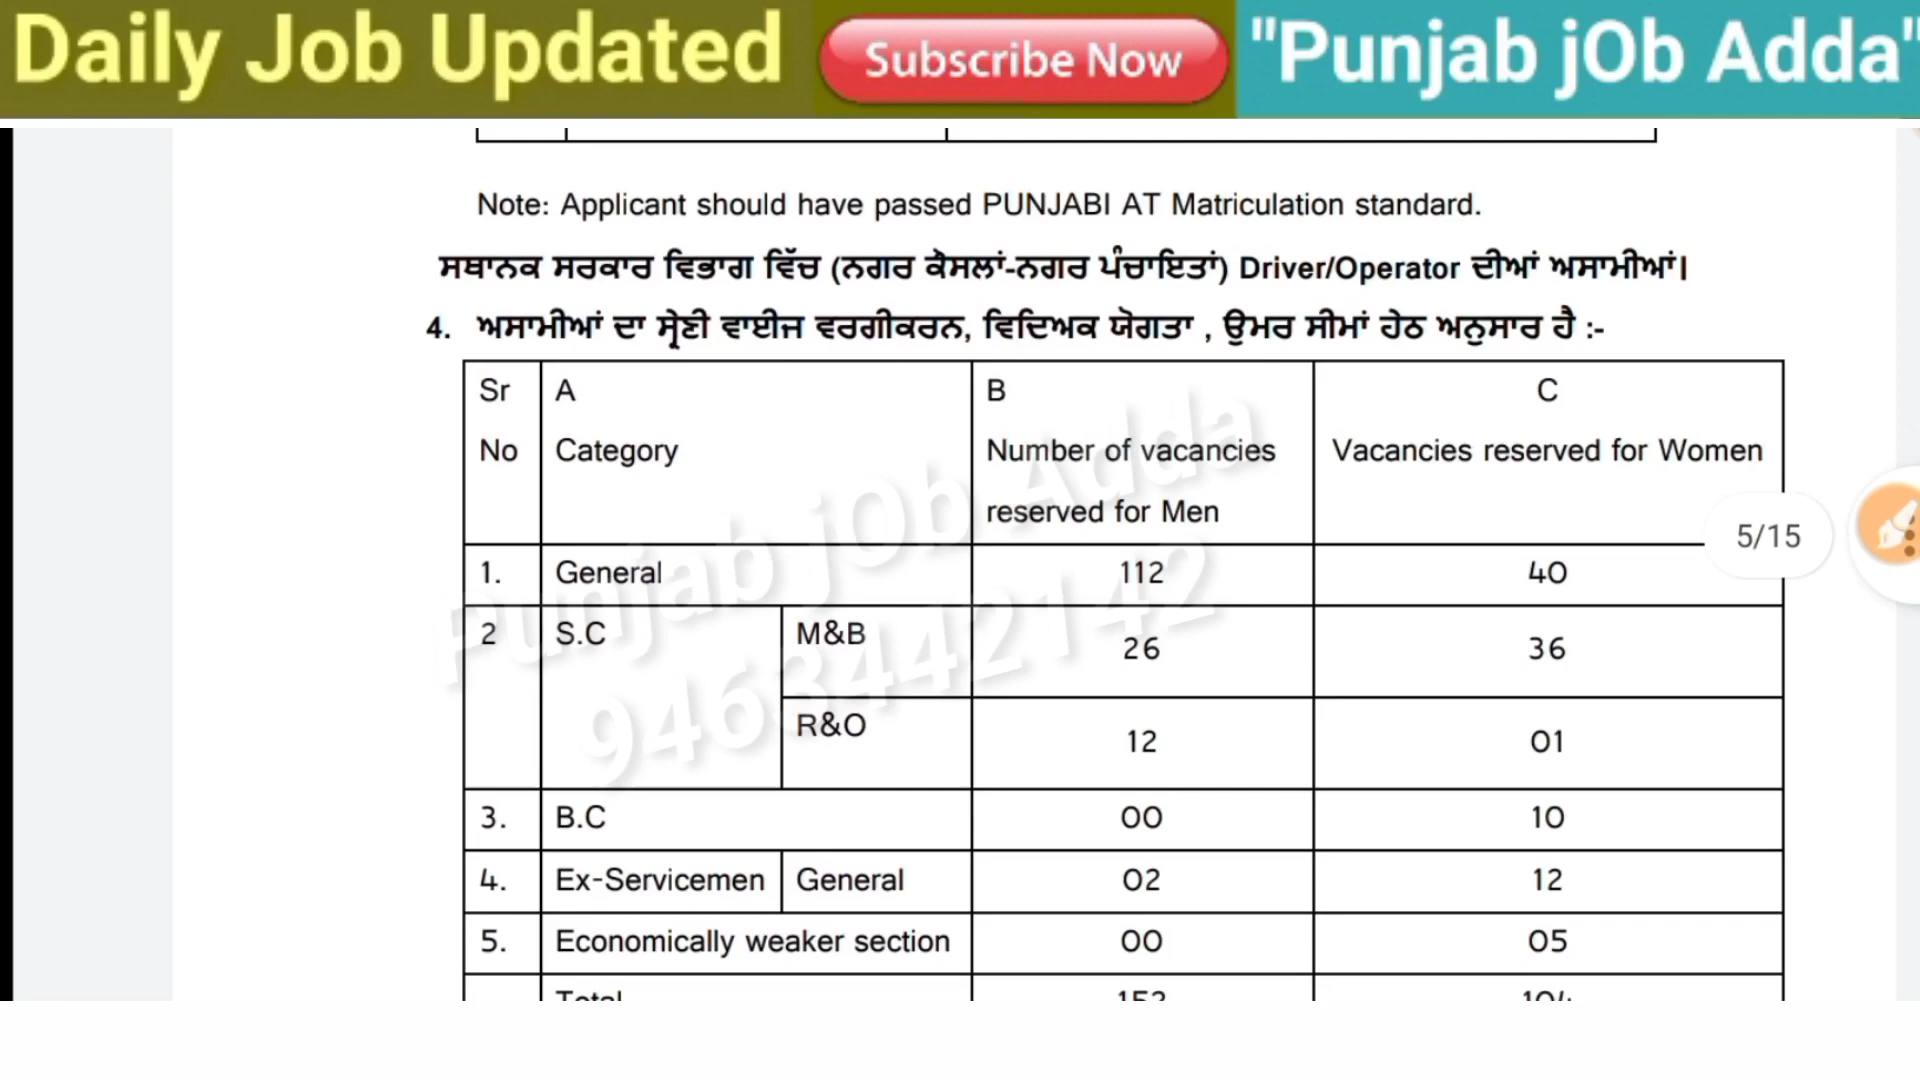 Daily Job Updated Subscribe Now "Punjab jOb Adda"
Note: Applicant should have passed PUNJABI AT Matriculation standard.
ਸਥਾਨਕ ਸਰਕਾਰ ਵਿਭਾਗ ਵਿੱਚ (ਨਗਰ ਕੌਸਲਾਂ-ਨਗਰ ਪੰਚਾਇਤਾਂ) Driver/Operator ਦੀਆਂ ਅਸਾਮੀਆਂ।
4. ਅਸਾਮੀਆਂ ਦਾ ਸ੍ਰੇਣੀ ਵਾਈਜ ਵਰਗੀਕਰਨ, ਵਿਦਿਅਕ ਯੋਗਤਾ , ਉਮਰ ਸੀਮਾਂ ਹੇਠ ਅਨੁਸਾਰ ਹੈ :-
Sr A B C
No Category Number of vacancies Vacancies reserved for Women
reserved for Men
5/15
1. General 112 40
2 S.C M&B 26 36
R&O 12 01
3. B.C 00 10
4. Ex-Servicemen General 02 12
5. Economically weaker section 00 05
Total 152 104
Punjab jOb Adda
9463442142